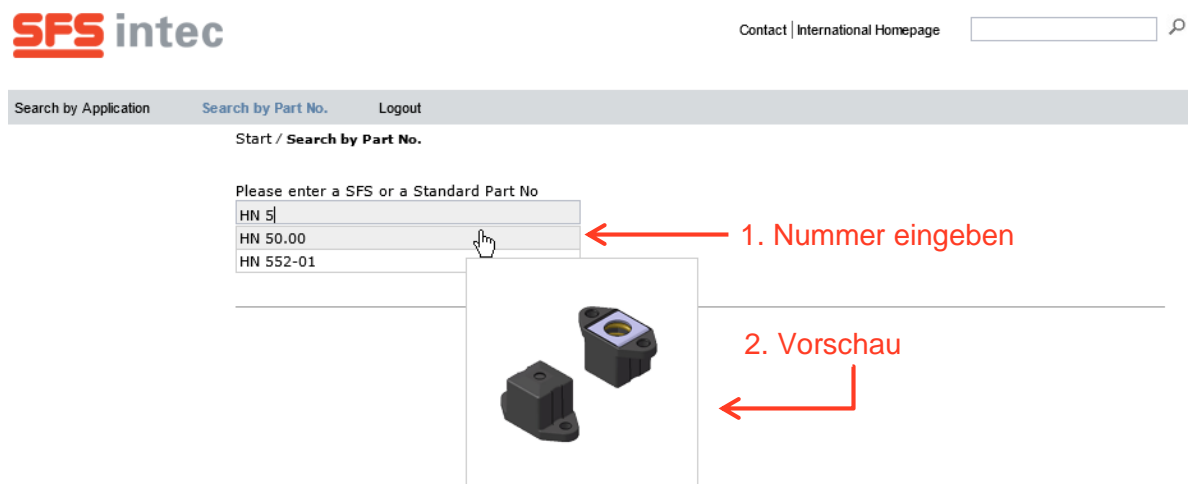 SFS intec
Contact | International Homepage
Search by Application Search by Part No. Logout
Start / Search by Part No.
Please enter a SFS or a Standard Part No
HN 5
HN 50.00
1. Nummer eingeben
HN 552-01
2. Vorschau